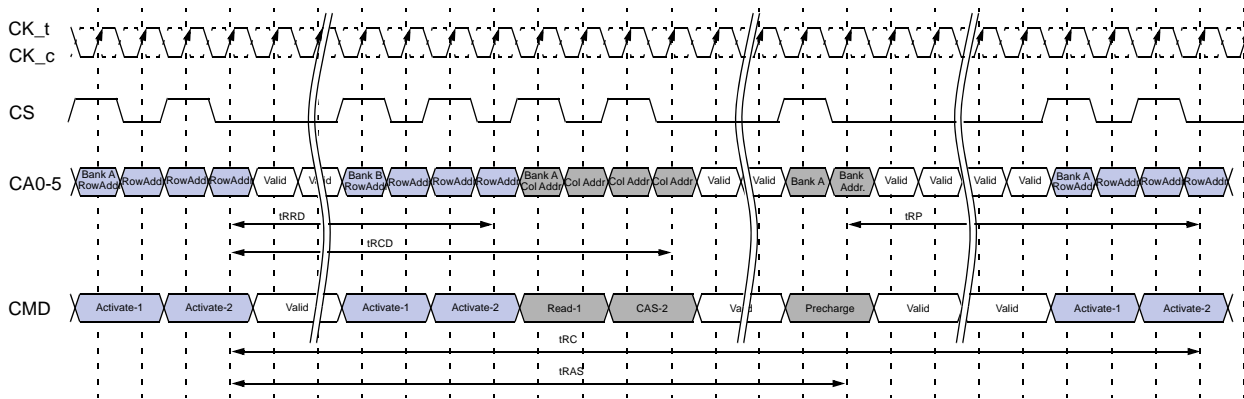 CK_t
CK_c
CS
CA0-5
Bank A RowAddr
RowAddr
RowAddr
RowAddr
Valid
Valid
Bank B RowAddr
RowAddr
RowAddr
RowAddr
Bank A Col Addr
Col Addr
Col Addr
Col Addr
Valid
Valid
Bank A
Bank Addr.
Valid
Valid
Valid
Valid
Bank A RowAddr
RowAddr
RowAddr
RowAddr
tRRD
tRP
tRCD
CMD
Activate-1
Activate-2
Valid
Activate-1
Activate-2
Read-1
CAS-2
Valid
Precharge
Valid
Valid
Activate-1
Activate-2
tRC
tRAS